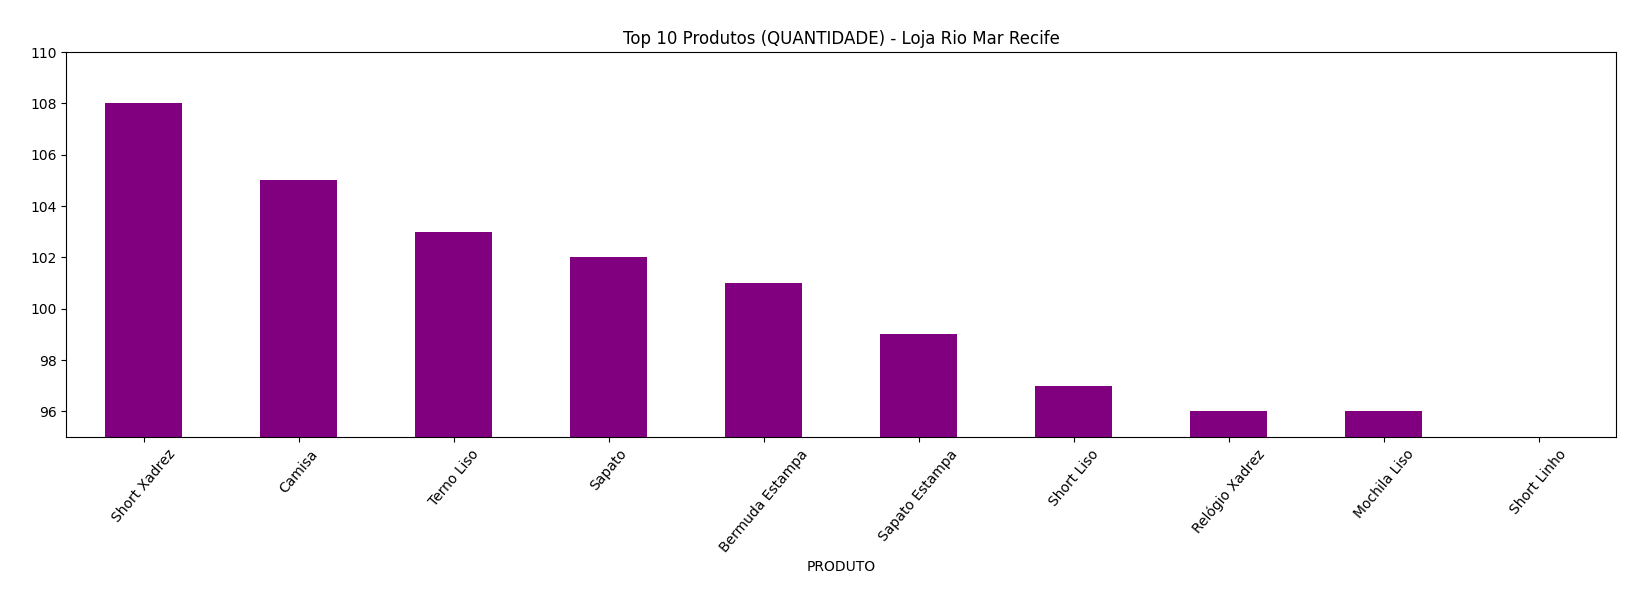 Top 10 Produtos (QUANTIDADE) - Loja Rio Mar Recife
110
108
106
104
102
100
98
96
Short Xadrez
Camisa
Terno Liso
Sapato
Bermuda Estampa
Sapato Estampa
Short Liso
Relógio Xadrez
Mochila Liso
Short Linho
PRODUTO